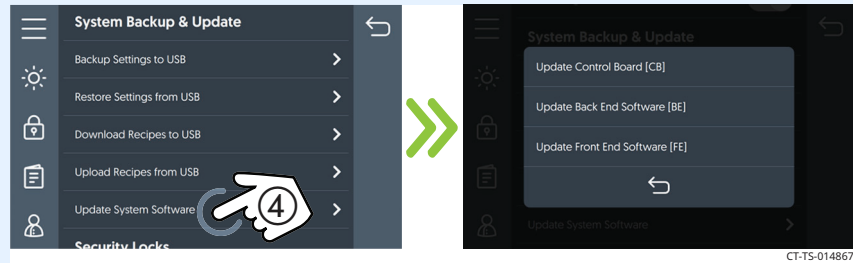 System Backup & Update
Backup Settings to USB
Restore Settings from USB
Download Recipes to USB
Upload Recipes from USB
Update System Software
4
Security Locks
System Backup & Update
Update Control Board [CB]
Update Back End Software [BE]
Update Front End Software [FE]
Update System Software
CT-TS-014867